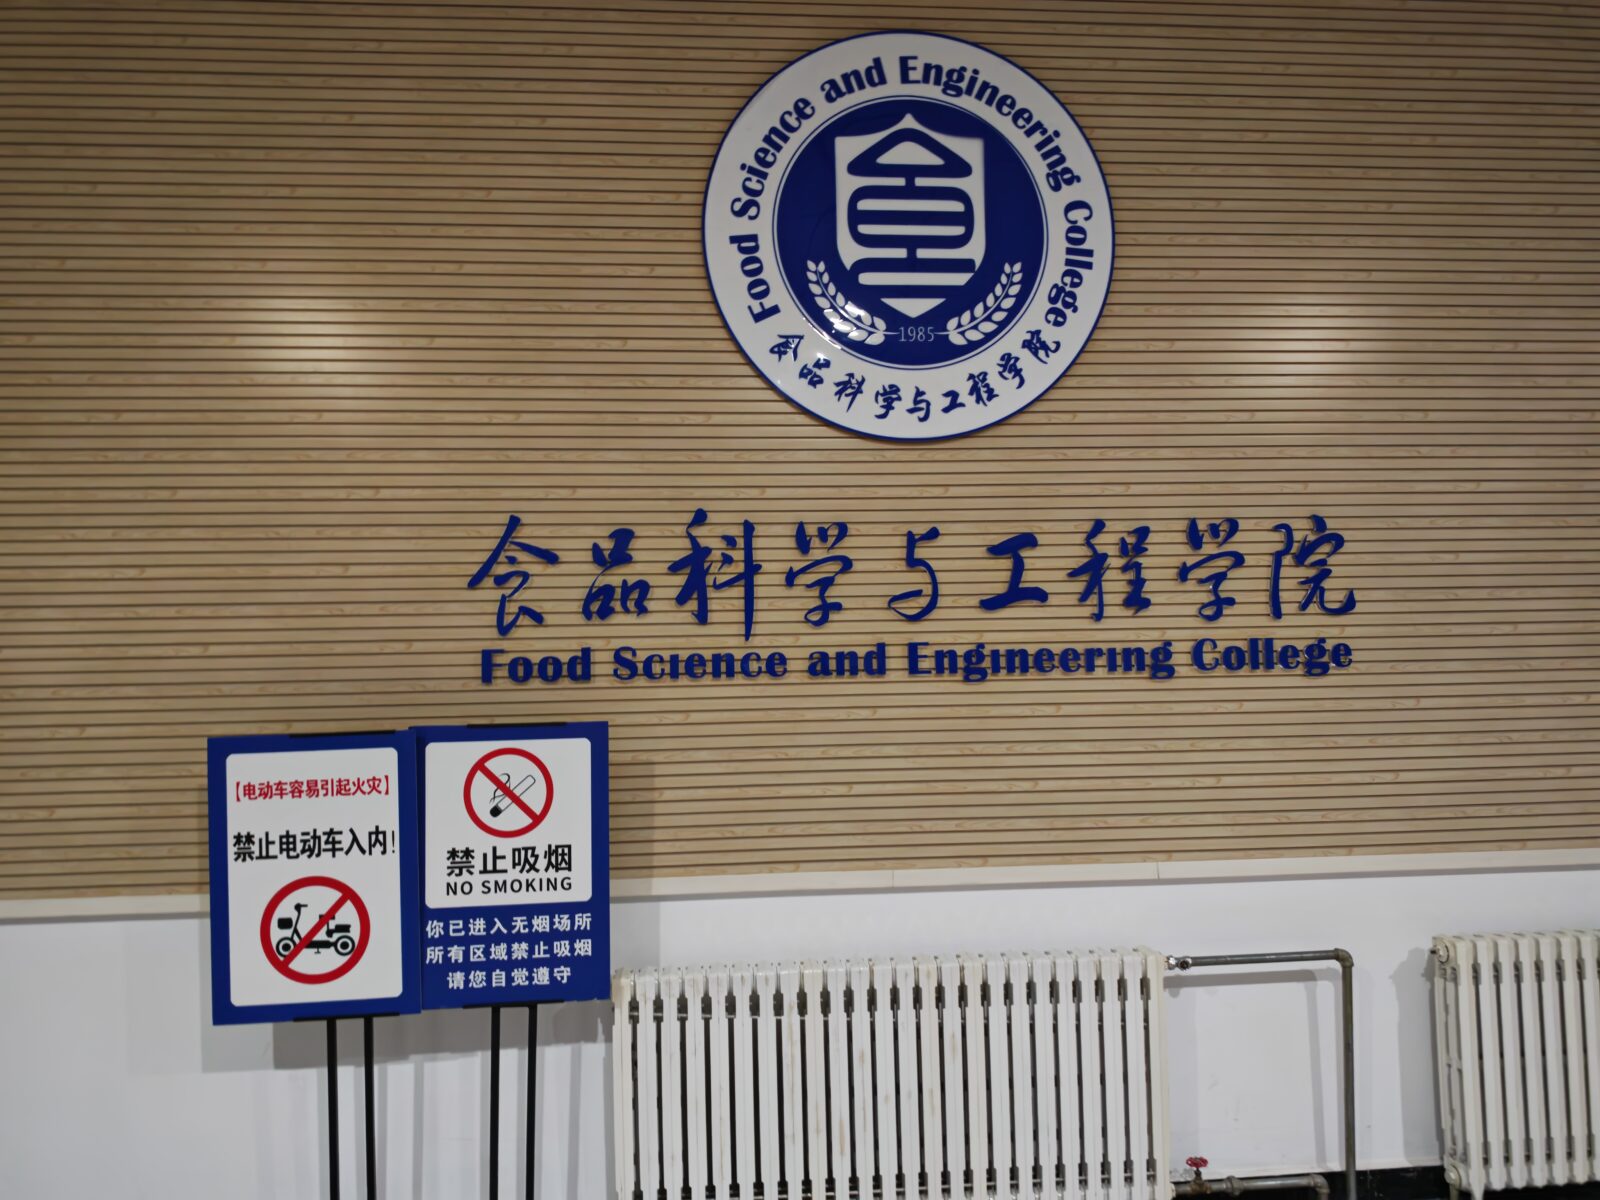 Food Science and Engineering College
1985
食品科学与工程学院
食品科学与工程学院
Food Science and Engineering College
【电动车容易引起火灾】
禁止电动车入内!
禁止吸烟
NO SMOKING
你已进入无烟场所
所有区域禁止吸烟
请您自觉遵守